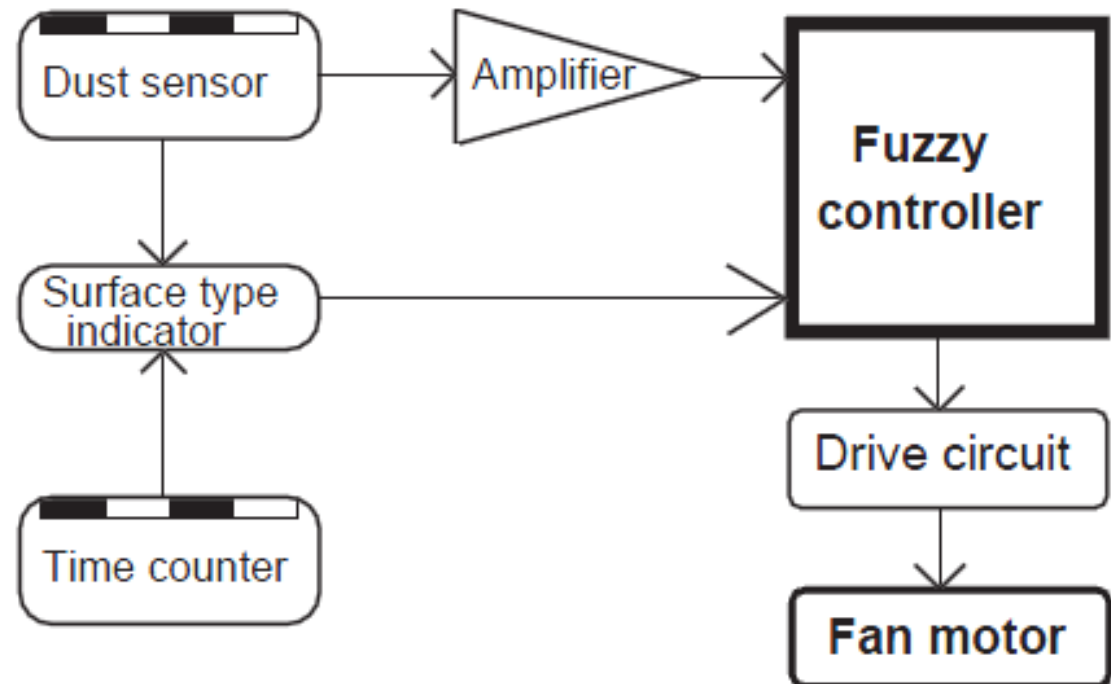 Dust sensor
Amplifier
Fuzzy
controller
Surface type
indicator
Drive circuit
Time counter
Fan motor